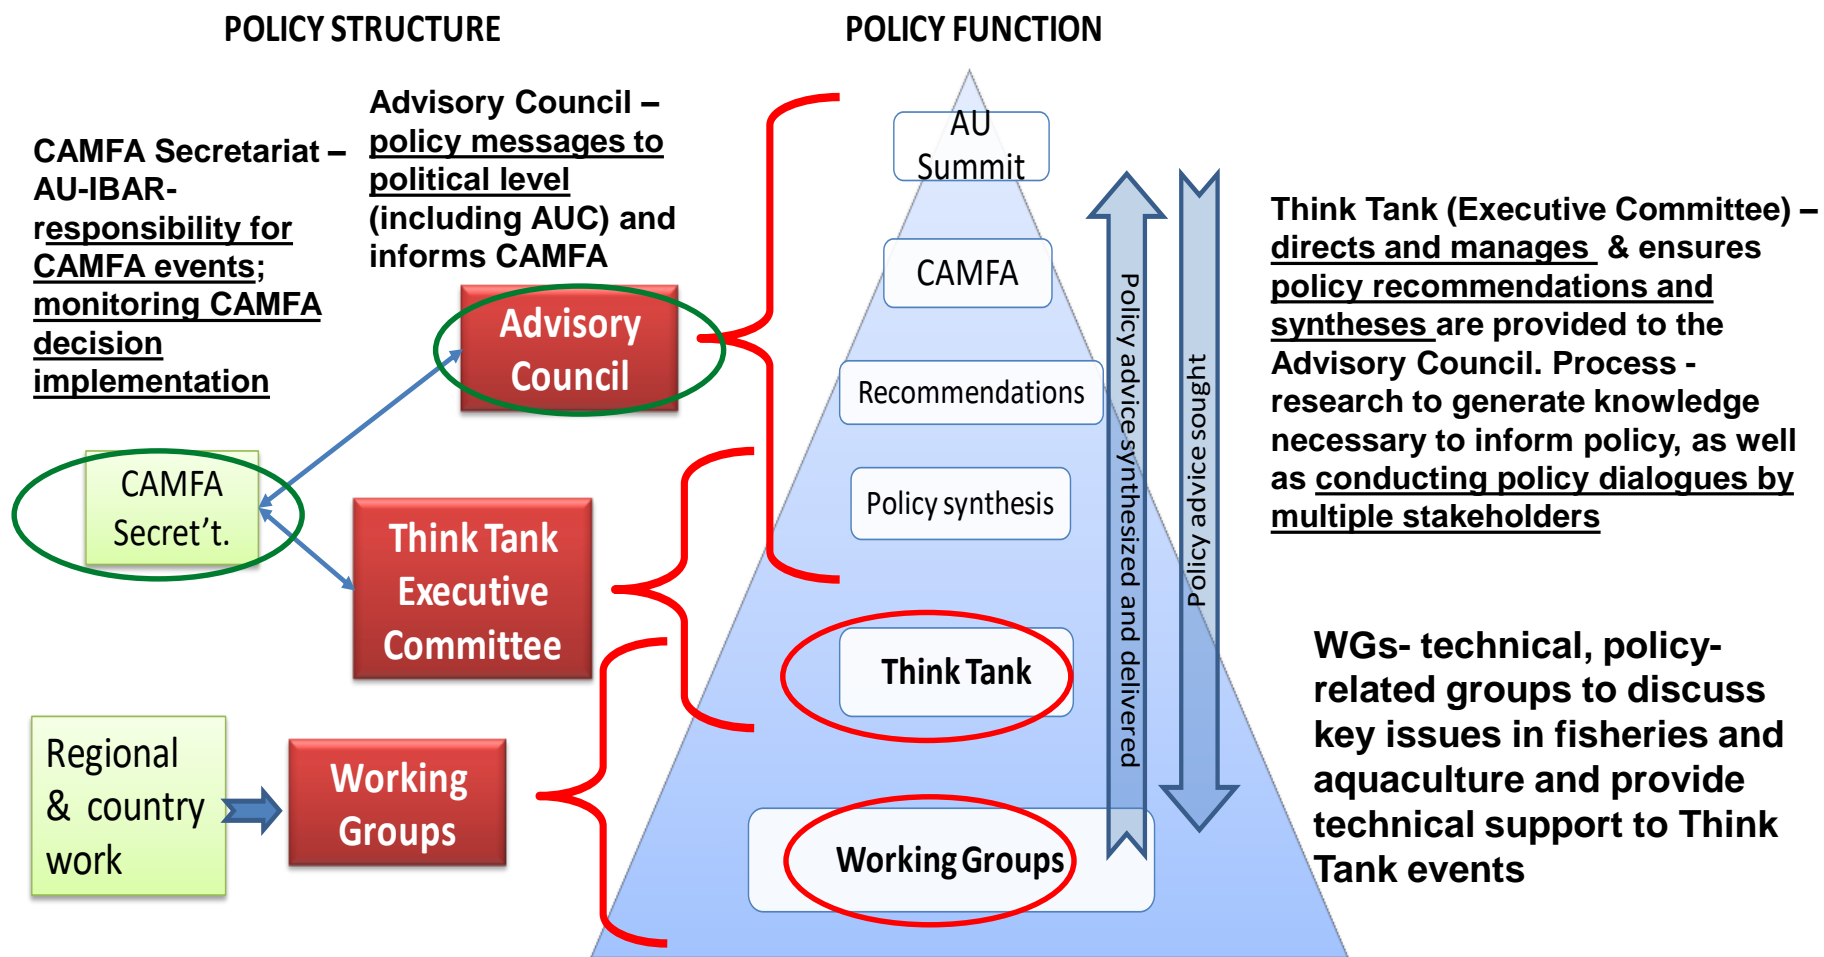 POLICY STRUCTURE
POLICY FUNCTION
CAMFA Secretariat –
AU-IBAR-
responsibility for
CAMFA events;
monitoring CAMFA
decision
implementation
Advisory Council –
policy messages to
political level
(including AUC) and
informs CAMFA
Advisory
Council
CAMFA
Secret’t.
Think Tank
Executive
Committee
Regional
& country
work
Working
Groups
AU
Summit
CAMFA
Recommendations
Policy synthesis
Think Tank
Working Groups
Policy advice synthesized and delivered
Policy advice sought
Think Tank (Executive Committee) –
directs and manages & ensures
policy recommendations and
syntheses are provided to the
Advisory Council. Process -
research to generate knowledge
necessary to inform policy, as well
as conducting policy dialogues by
multiple stakeholders
WGs- technical, policy-
related groups to discuss
key issues in fisheries and
aquaculture and provide
technical support to Think
Tank events